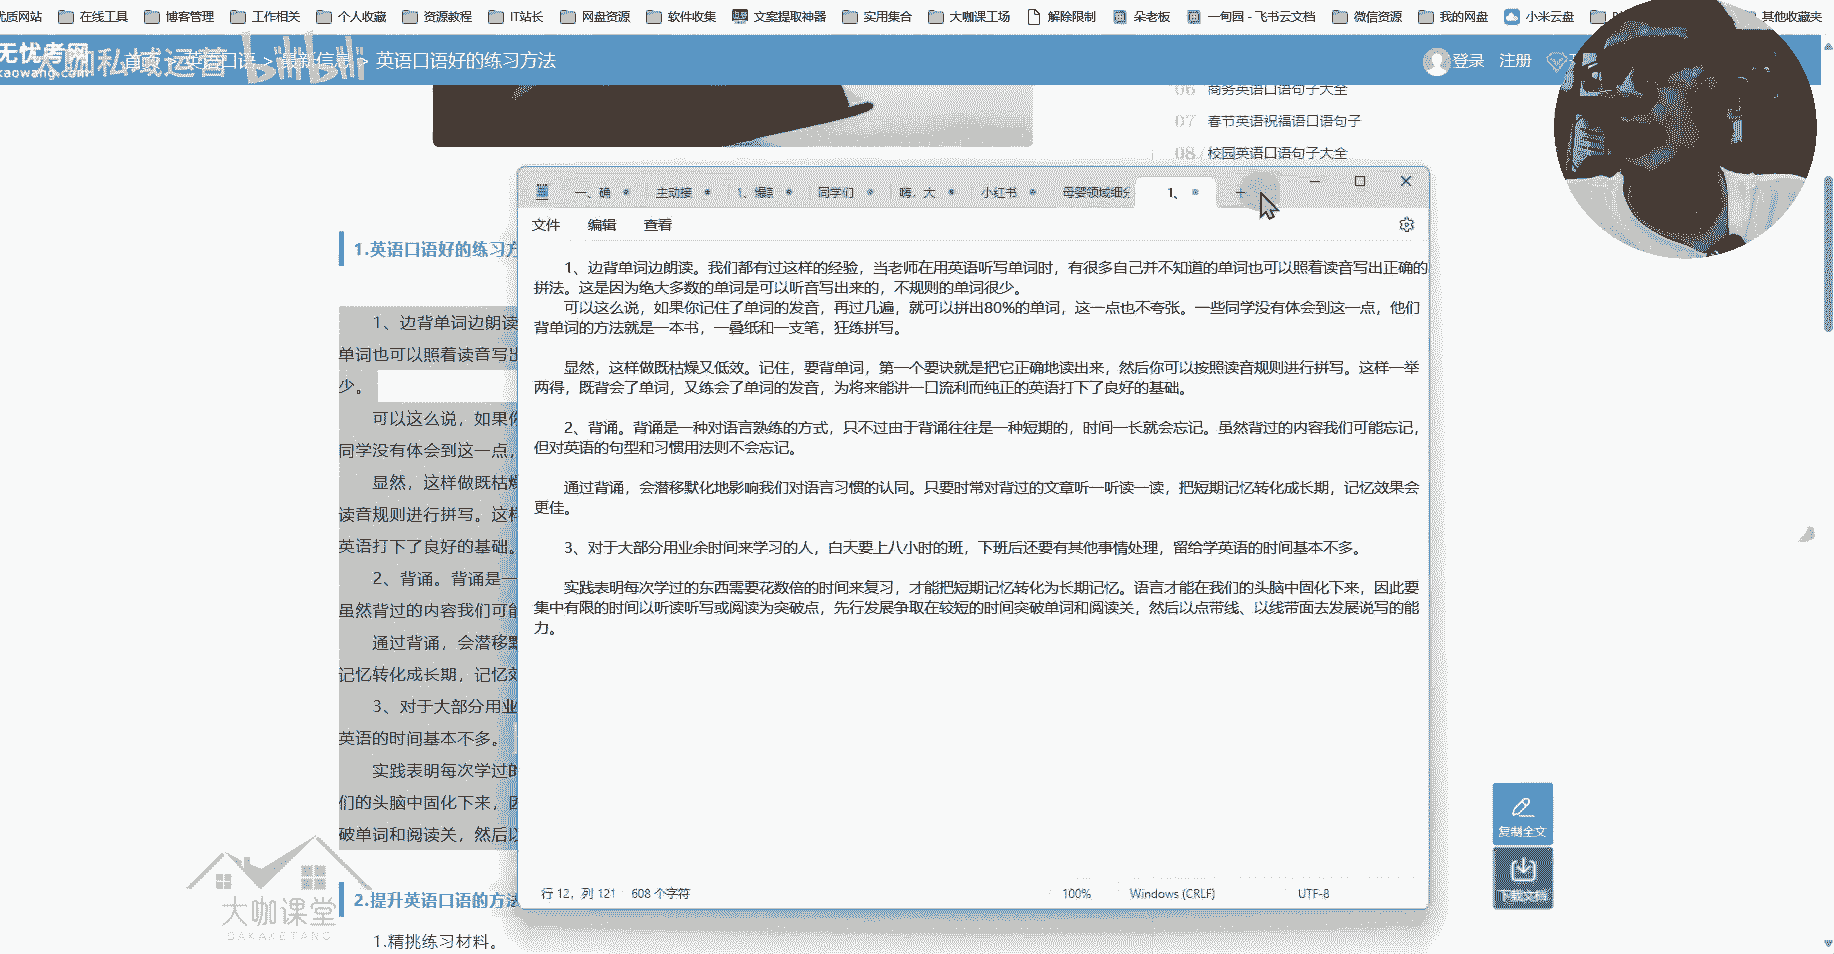 优质网站 在线工具 博客管理 工作相关 个人收藏 资源教程 IT站长 网盘资源 软件收集 文案提取神器 实用集合 大咖课工场 解除限制 朵老板 一甸园 - 飞书云文档 微信资源 我的网盘 小米云盘 其他收藏夹
无忧考网
kaowang.com
大咖私域运营 bilibili
首页 > 英语口语 > 最新信息 > 英语口语好的练习方法
登录 注册
06 商务英语口语句子大全
07 春节英语祝福语口语句子
08 校园英语口语句子大全
一、确 主动接 1、爆 同学们 嗨，大 小红书 母婴领域细分 1、 +
文件 编辑 查看
1.英语口语好的练习方
1、边背单词边朗读
单词也可以照着读音写出
少。
可以这么说，如果你
同学没有体会到这一点，
显然，这样做既枯燥
读音规则进行拼写。这样
英语打下了良好的基础。
2、背诵。背诵是一
虽然背过的内容我们可能
通过背诵，会潜移默
记忆转化成长期，记忆效
3、对于大部分用业
英语的时间基本不多。
实践表明每次学过的
们的头脑中固化下来，因
破单词和阅读关，然后以
2.提升英语口语的方法
1.精挑练习材料。
1、边背单词边朗读。我们都有过这样的经验，当老师在用英语听写单词时，有很多自己并不知道的单词也可以照着读音写出正确的
拼法。这是因为绝大多数的单词是可以听音写出来的，不规则的单词很少。
可以这么说，如果你记住了单词的发音，再过几遍，就可以拼出80%的单词，这一点也不夸张。一些同学没有体会到这一点，他们
背单词的方法就是一本书，一叠纸和一支笔，狂练拼写。
显然，这样做既枯燥又低效。记住，要背单词，第一个要诀就是把它正确地读出来，然后你可以按照读音规则进行拼写。这样一举
两得，既背会了单词，又练会了单词的发音，为将来能讲一口流利而纯正的英语打下了良好的基础。
2、背诵。背诵是一种对语言熟练的方式，只不过由于背诵往往是一种短期的，时间一长就会忘记。虽然背过的内容我们可能忘记，
但对英语的句型和习惯用法则不会忘记。
通过背诵，会潜移默化地影响我们对语言习惯的认同。只要时常对背过的文章听一听读一读，把短期记忆转化成长期，记忆效果会
更佳。
3、对于大部分用业余时间来学习的人，白天要上八小时的班，下班后还要有其他事情处理，留给学英语的时间基本不多。
实践表明每次学过的东西需要花数倍的时间来复习，才能把短期记忆转化为长期记忆。语言才能在我们的头脑中固化下来，因此要
集中有限的时间以听读听写或阅读为突破点，先行发展争取在较短的时间突破单词和阅读关，然后以点带线、以线带面去发展说写的能
力。
行 12，列 121 608 个字符 100% Windows (CRLF) UTF-8
复制全文
下载文档
大咖课堂
DAKAKETANG